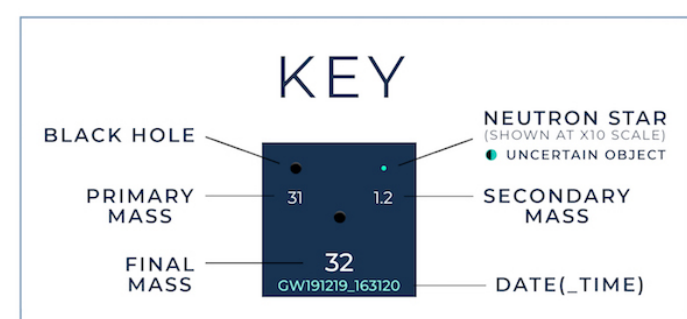 KEY
BLACK HOLE
NEUTRON STAR
(SHOWN AT X10 SCALE)
UNCERTAIN OBJECT
PRIMARY
MASS
31
1.2
SECONDARY
MASS
FINAL
MASS
32
GW191219_163120
DATE(_TIME)